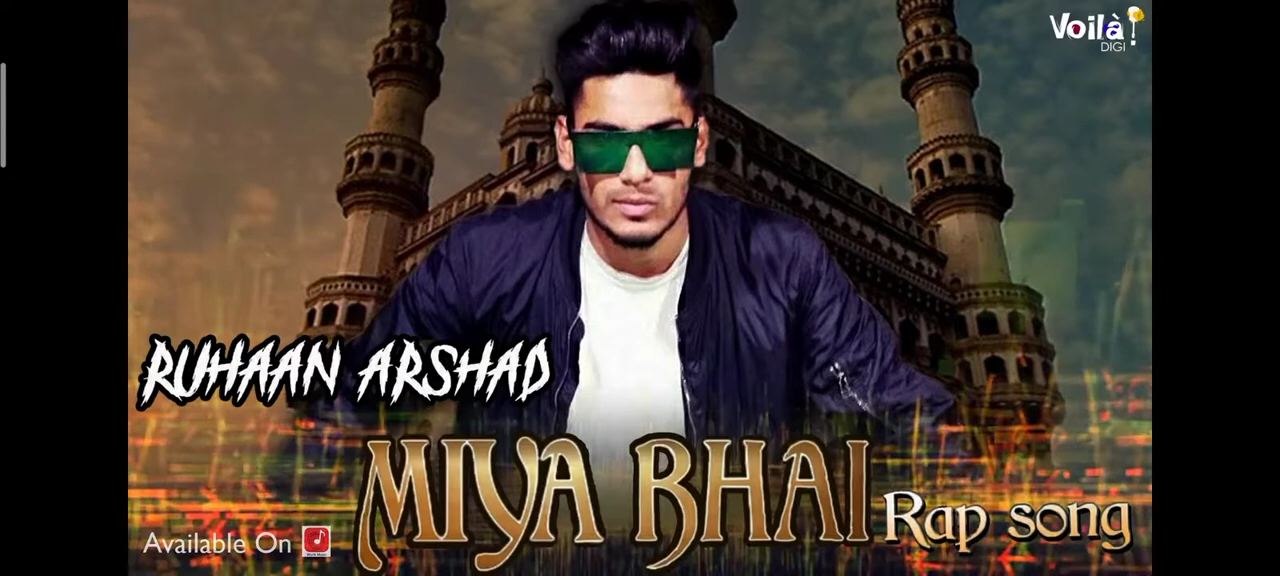 Voilà!
DIGI
RUHAAN ARSHAD
MIYA BHAI Rap song
Available On